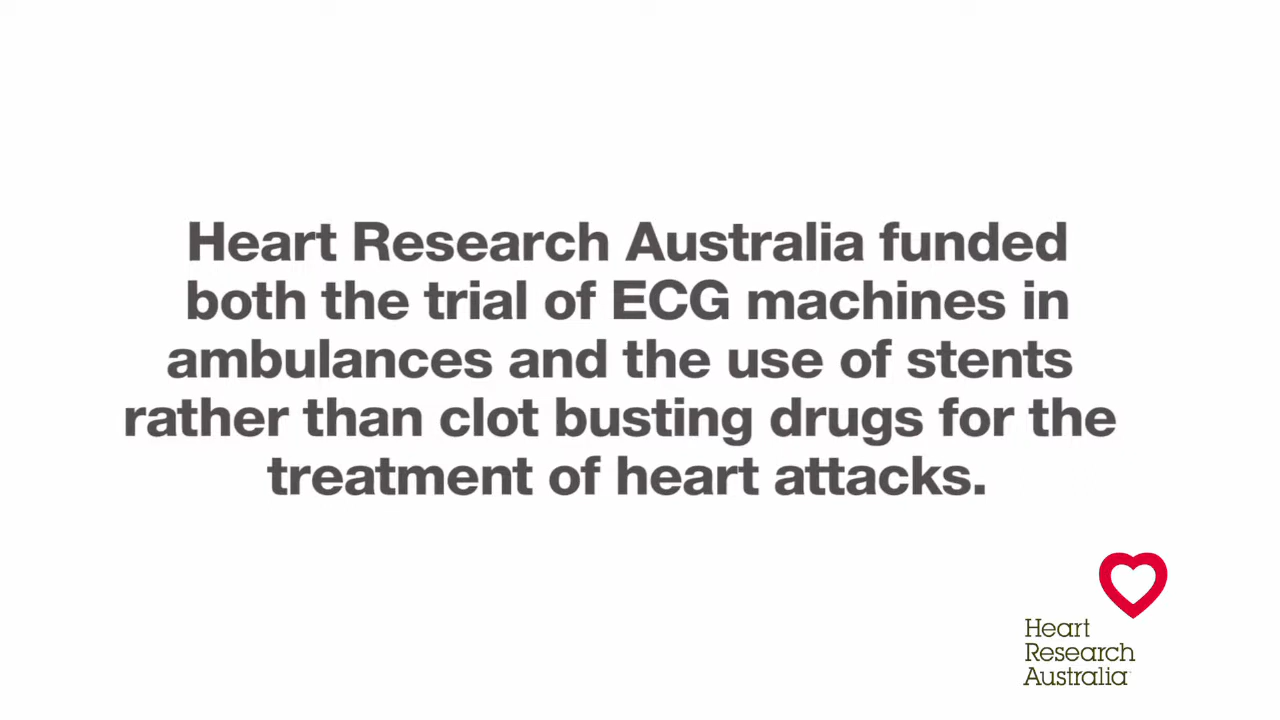 Heart Research Australia funded
both the trial of ECG machines in
ambulances and the use of stents
rather than clot busting drugs for the
treatment of heart attacks.
Heart
Research
Australia